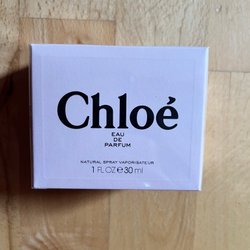 Chloé
EAU
DE
PARFUM
NATURAL SPRAY VAPORISATEUR
1 FL OZ ℮ 30 ml